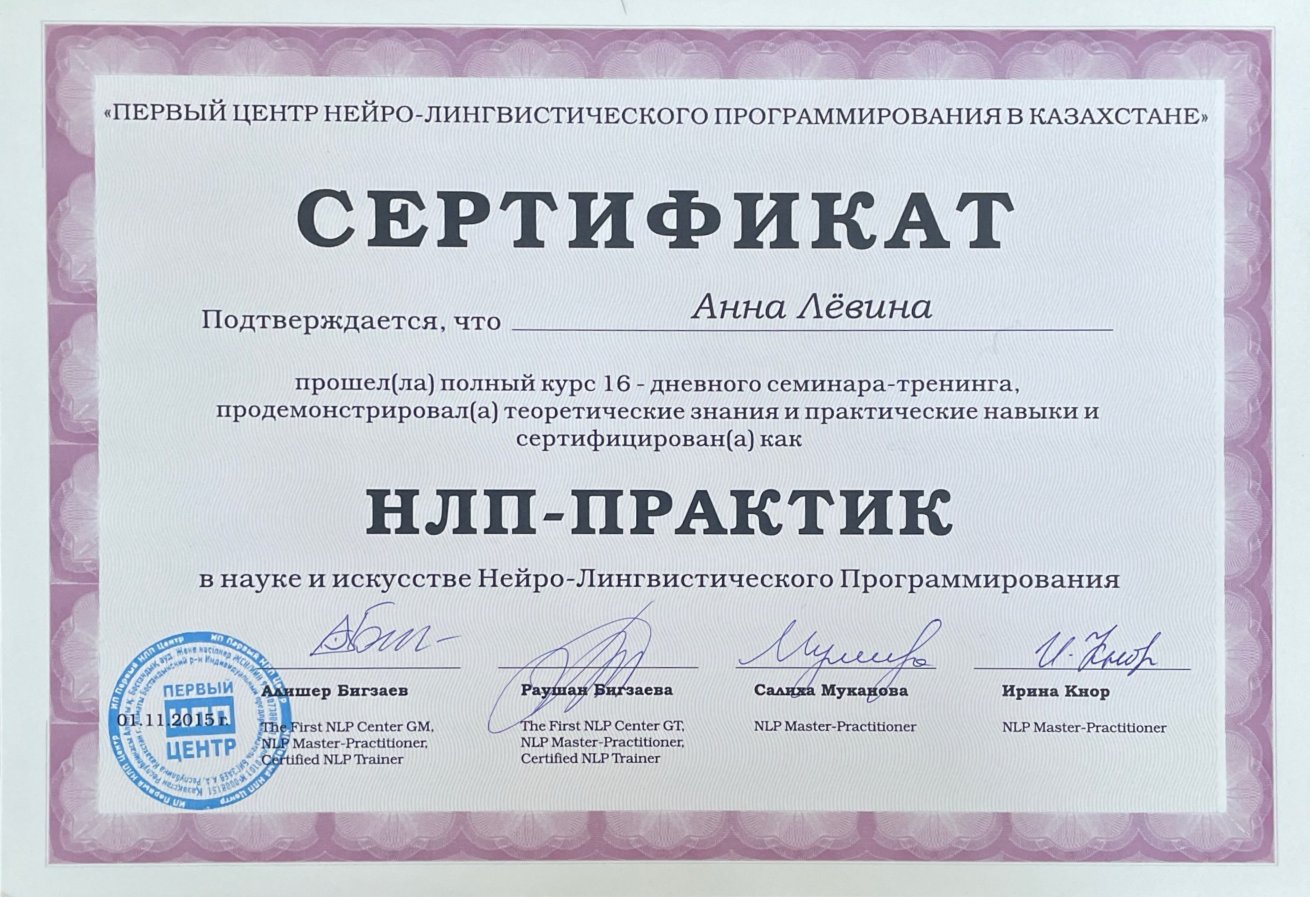 «ПЕРВЫЙ ЦЕНТР НЕЙРО-ЛИНГВИСТИЧЕСКОГО ПРОГРАММИРОВАНИЯ В КАЗАХСТАНЕ»
СЕРТИФИКАТ
Подтверждается, что Анна Лёвина
прошел(ла) полный курс 16 - дневного семинара-тренинга,
продемонстрировал(а) теоретические знания и практические навыки и
сертифицирован(а) как
НЛП-ПРАКТИК
в науке и искусстве Нейро-Лингвистического Программирования
И. Кнор
Алишер Бигзаев
The First NLP Center GM,
NLP Master-Practitioner,
Certified NLP Trainer
Раушан Бигзаева
The First NLP Center GT,
NLP Master-Practitioner,
Certified NLP Trainer
Салиха Муканова
NLP Master-Practitioner
Ирина Кнор
NLP Master-Practitioner
ИП Первый НЛП Центр
ПЕРВЫЙ
НЛП
ЦЕНТР
01.11.2015 г.